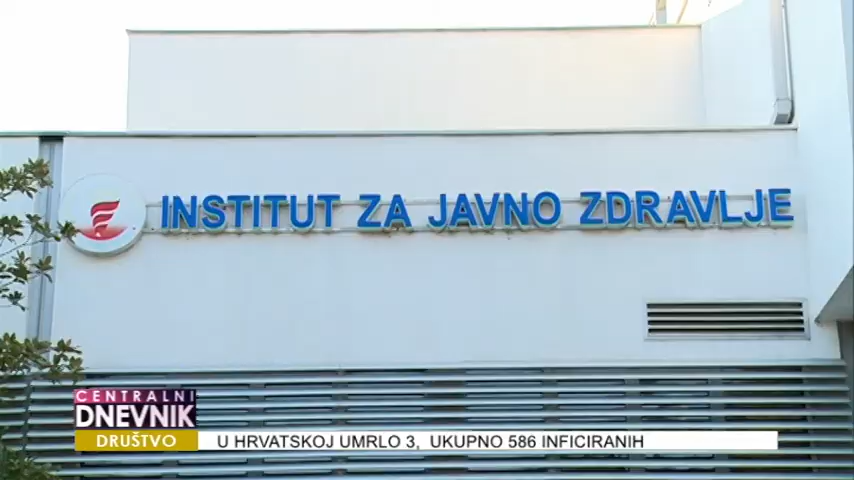 INSTITUT ZA JAVNO ZDRAVLJE
CENTRALNI
DNEVNIK
DRUŠTVO
U HRVATSKOJ UMRLO 3, UKUPNO 586 INFICIRANIH